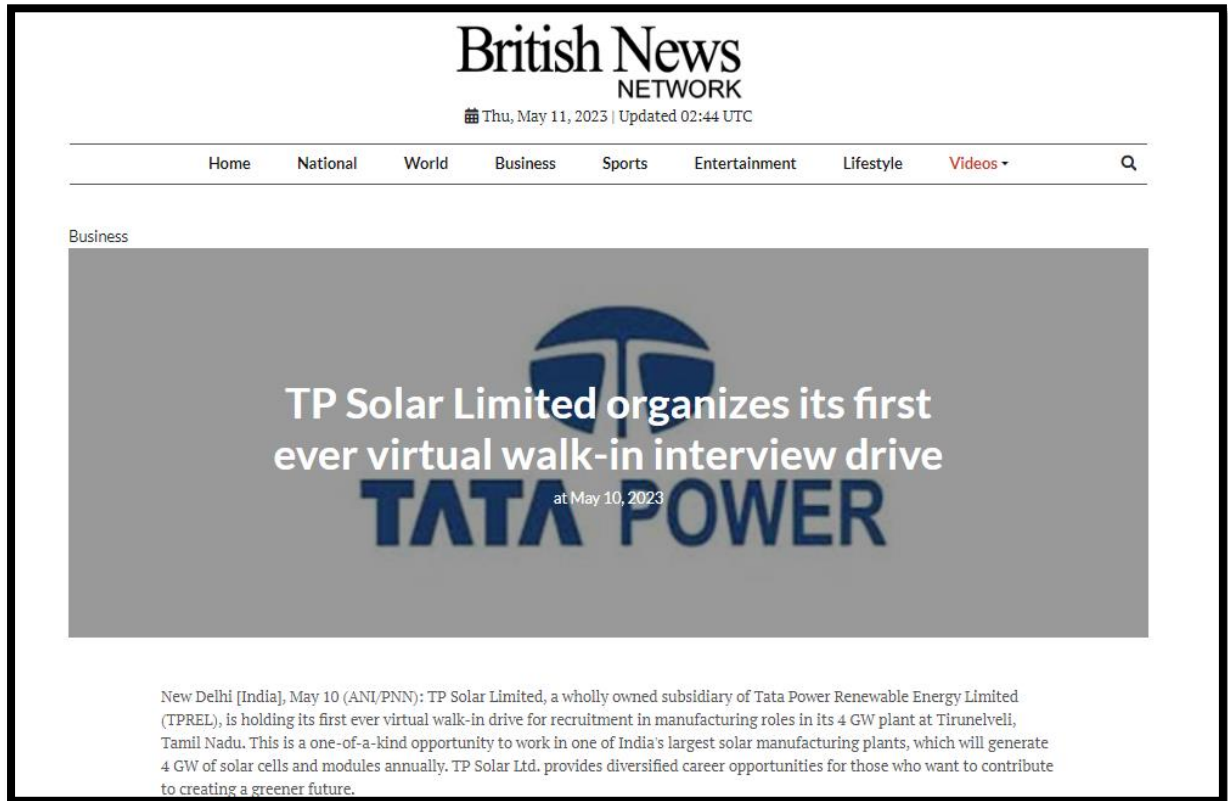 British News
NETWORK
Thu, May 11, 2023 | Updated 02:44 UTC
Home National World Business Sports Entertainment Lifestyle Videos
Business
TP Solar Limited organizes its first
ever virtual walk-in interview drive
at May 10, 2023
TATA POWER
New Delhi [India], May 10 (ANI/PNN): TP Solar Limited, a wholly owned subsidiary of Tata Power Renewable Energy Limited
(TPREL), is holding its first ever virtual walk-in drive for recruitment in manufacturing roles in its 4 GW plant at Tirunelveli,
Tamil Nadu. This is a one-of-a-kind opportunity to work in one of India's largest solar manufacturing plants, which will generate
4 GW of solar cells and modules annually. TP Solar Ltd. provides diversified career opportunities for those who want to contribute
to creating a greener future.